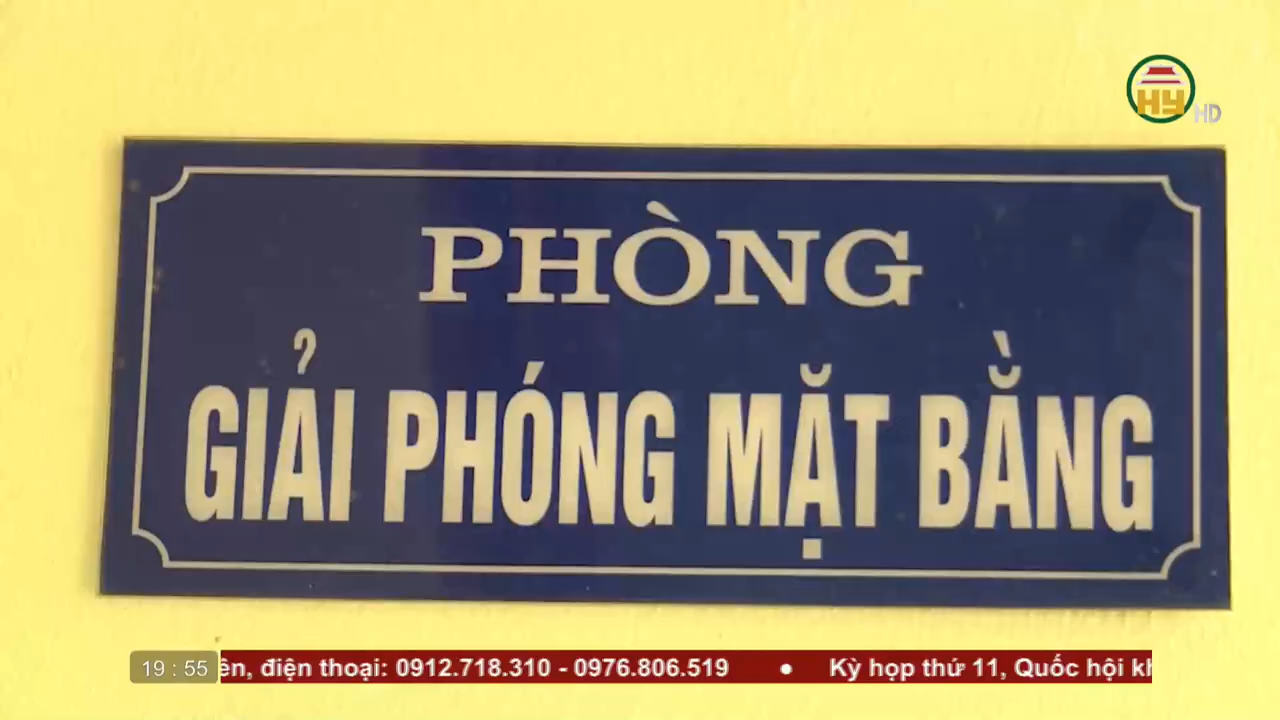 HY HD
PHÒNG
GIẢI PHÓNG MẶT BẰNG
19 : 55
ên, điện thoại: 0912.718.310 - 0976.806.519 • Kỳ họp thứ 11, Quốc hội kh